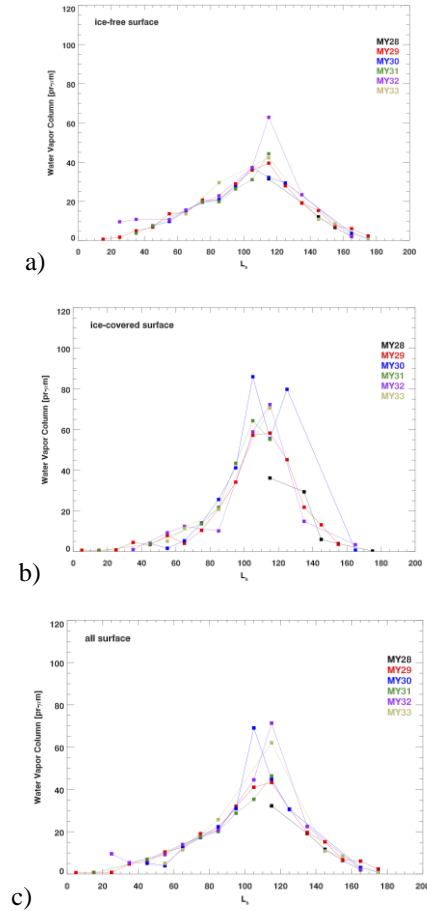 120
ice-free surface
MY28
MY29
MY30
MY31
MY32
MY33
100
80
60
40
20
0
Water Vapor Column [pr-μm]
0 20 40 60 80 100 120 140 160 180 200
Ls
a)
120
ice-covered surface
MY28
MY29
MY30
MY31
MY32
MY33
100
80
60
40
20
0
Water Vapor Column [pr-μm]
0 20 40 60 80 100 120 140 160 180 200
Ls
b)
120
all surface
MY28
MY29
MY30
MY31
MY32
MY33
100
80
60
40
20
0
Water Vapor Column [pr-μm]
0 20 40 60 80 100 120 140 160 180 200
Ls
c)